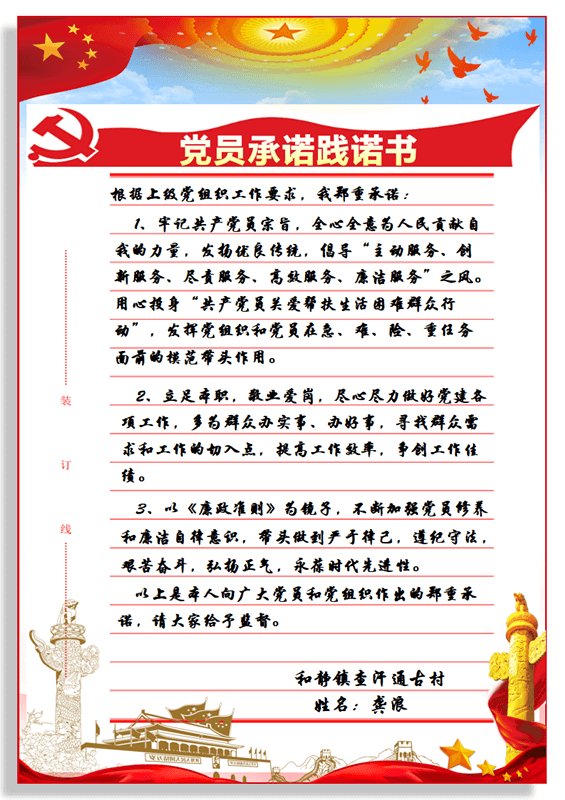 党员承诺践诺书
根据上级党组织工作要求，我郑重承诺：
1、牢记共产党员宗旨，全心全意为人民贡献自
我的力量，发扬优良传统，倡导“主动服务、创
新服务、尽责服务、高效服务、廉洁服务”之风。
用心投身“共产党员关爱帮扶生活困难群众行
动”，发挥党组织和党员在急、难、险、重任务
面前的模范带头作用。
2、立足本职，敬业爱岗，尽心尽力做好党建各
项工作，多为群众办实事、办好事，寻找群众需
求和工作的切入点，提高工作效率，争创工作佳
绩。
3、以《廉政准则》为镜子，不断加强党员修养
和廉洁自律意识，带头做到严于律己，遵纪守法，
艰苦奋斗，弘扬正气，永葆时代先进性。
以上是本人向广大党员和党组织作出的郑重承
诺，请大家给予监督。
和静镇查汗通古村
姓名：龚浪
装
订
线